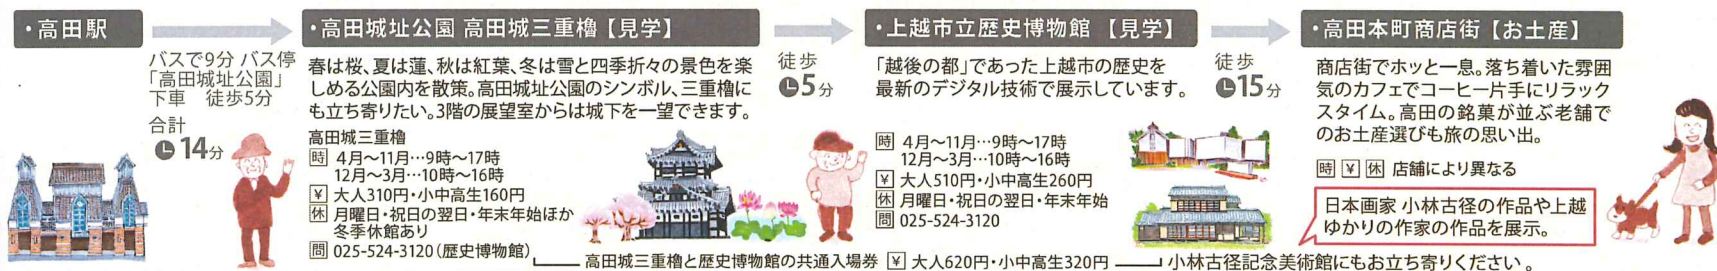 ・高田駅
バスで9分 バス停
「高田城址公園」
下車 徒歩5分
合計
14分
・高田城址公園 高田城三重櫓【見学】
春は桜、夏は蓮、秋は紅葉、冬は雪と四季折々の景色を楽
しめる公園内を散策。高田城址公園のシンボル、三重櫓に
も立ち寄りたい。3階の展望室からは城下を一望できます。
高田城三重櫓
時 4月～11月…9時～17時
12月～3月…10時～16時
¥ 大人310円・小中高生160円
休 月曜日・祝日の翌日・年末年始ほか
冬季休館あり
問 025-524-3120(歴史博物館)
徒歩
5分
・上越市立歴史博物館 【見学】
「越後の都」であった上越市の歴史を
最新のデジタル技術で展示しています。
時 4月～11月…9時～17時
12月～3月…10時～16時
¥ 大人510円・小中高生260円
休 月曜日・祝日の翌日・年末年始
問 025-524-3120
高田城三重櫓と歴史博物館の共通入場券 ¥ 大人620円・小中高生320円
徒歩
15分
・高田本町商店街【お土産】
商店街でホッと一息。落ち着いた雰囲
気のカフェでコーヒー片手にリラック
スタイム。高田の銘菓が並ぶ老舗で
のお土産選びも旅の思い出。
時 ¥ 休 店舗により異なる
日本画家 小林古径の作品や上越
ゆかりの作家の作品を展示。
小林古径記念美術館にもお立ち寄りください。